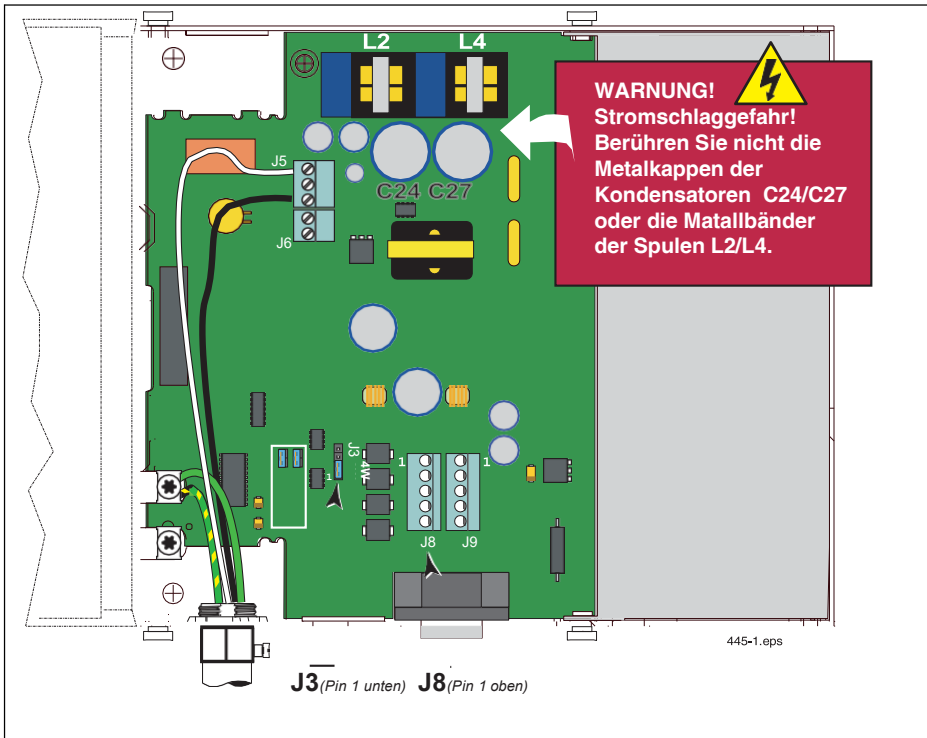 L2 L4
WARNUNG!
Stromschlaggefahr!
Berühren Sie nicht die
Metalkappen der
Kondensatoren C24/C27
oder die Matallbänder
der Spulen L2/L4.
J5
C24 C27
J6
J3
4W
1
1 1
J8 J9
445-1.eps
J3(Pin 1 unten) J8(Pin 1 oben)